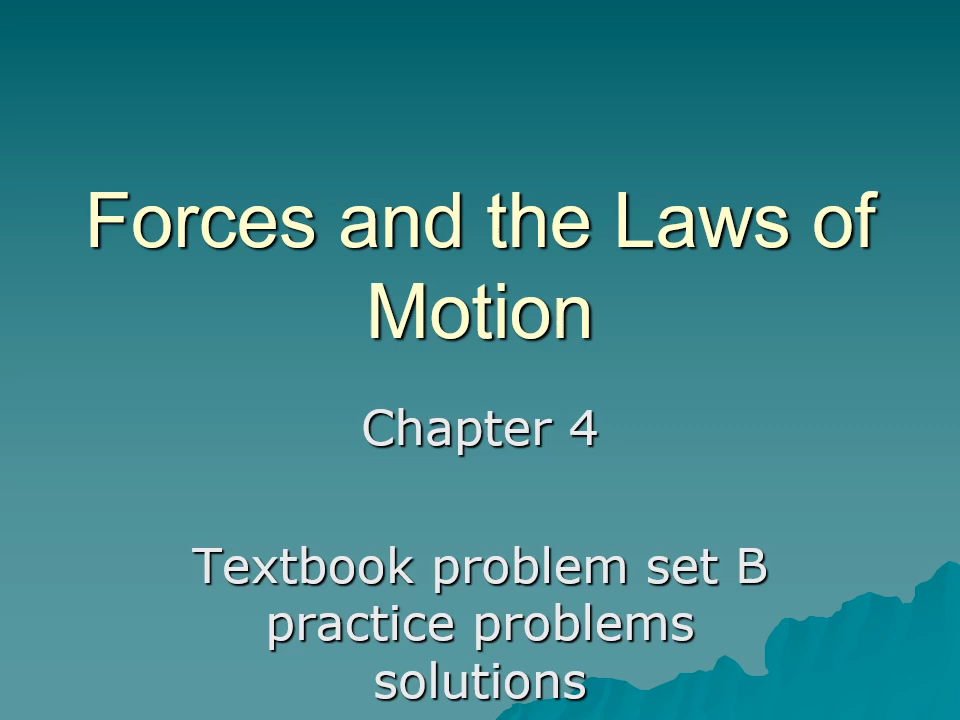 Forces and the Laws of
Motion
Chapter 4
Textbook problem set B
practice problems
solutions